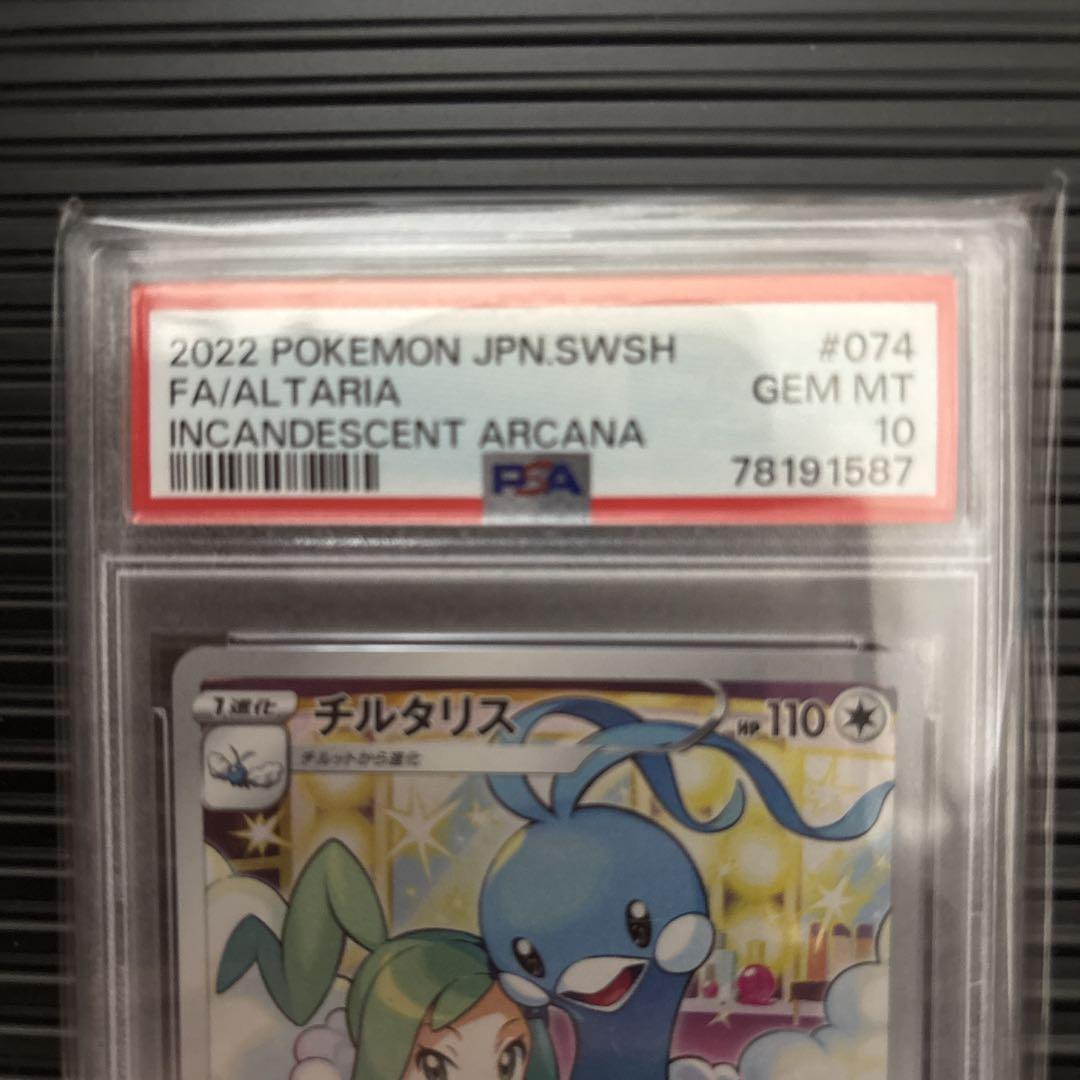 2022 POKEMON JPN.SWSH #074
FA/ALTARIA GEM MT
INCANDESCENT ARCANA 10
PSA 78191587
1進化 チルタリス HP 110
チルットから進化